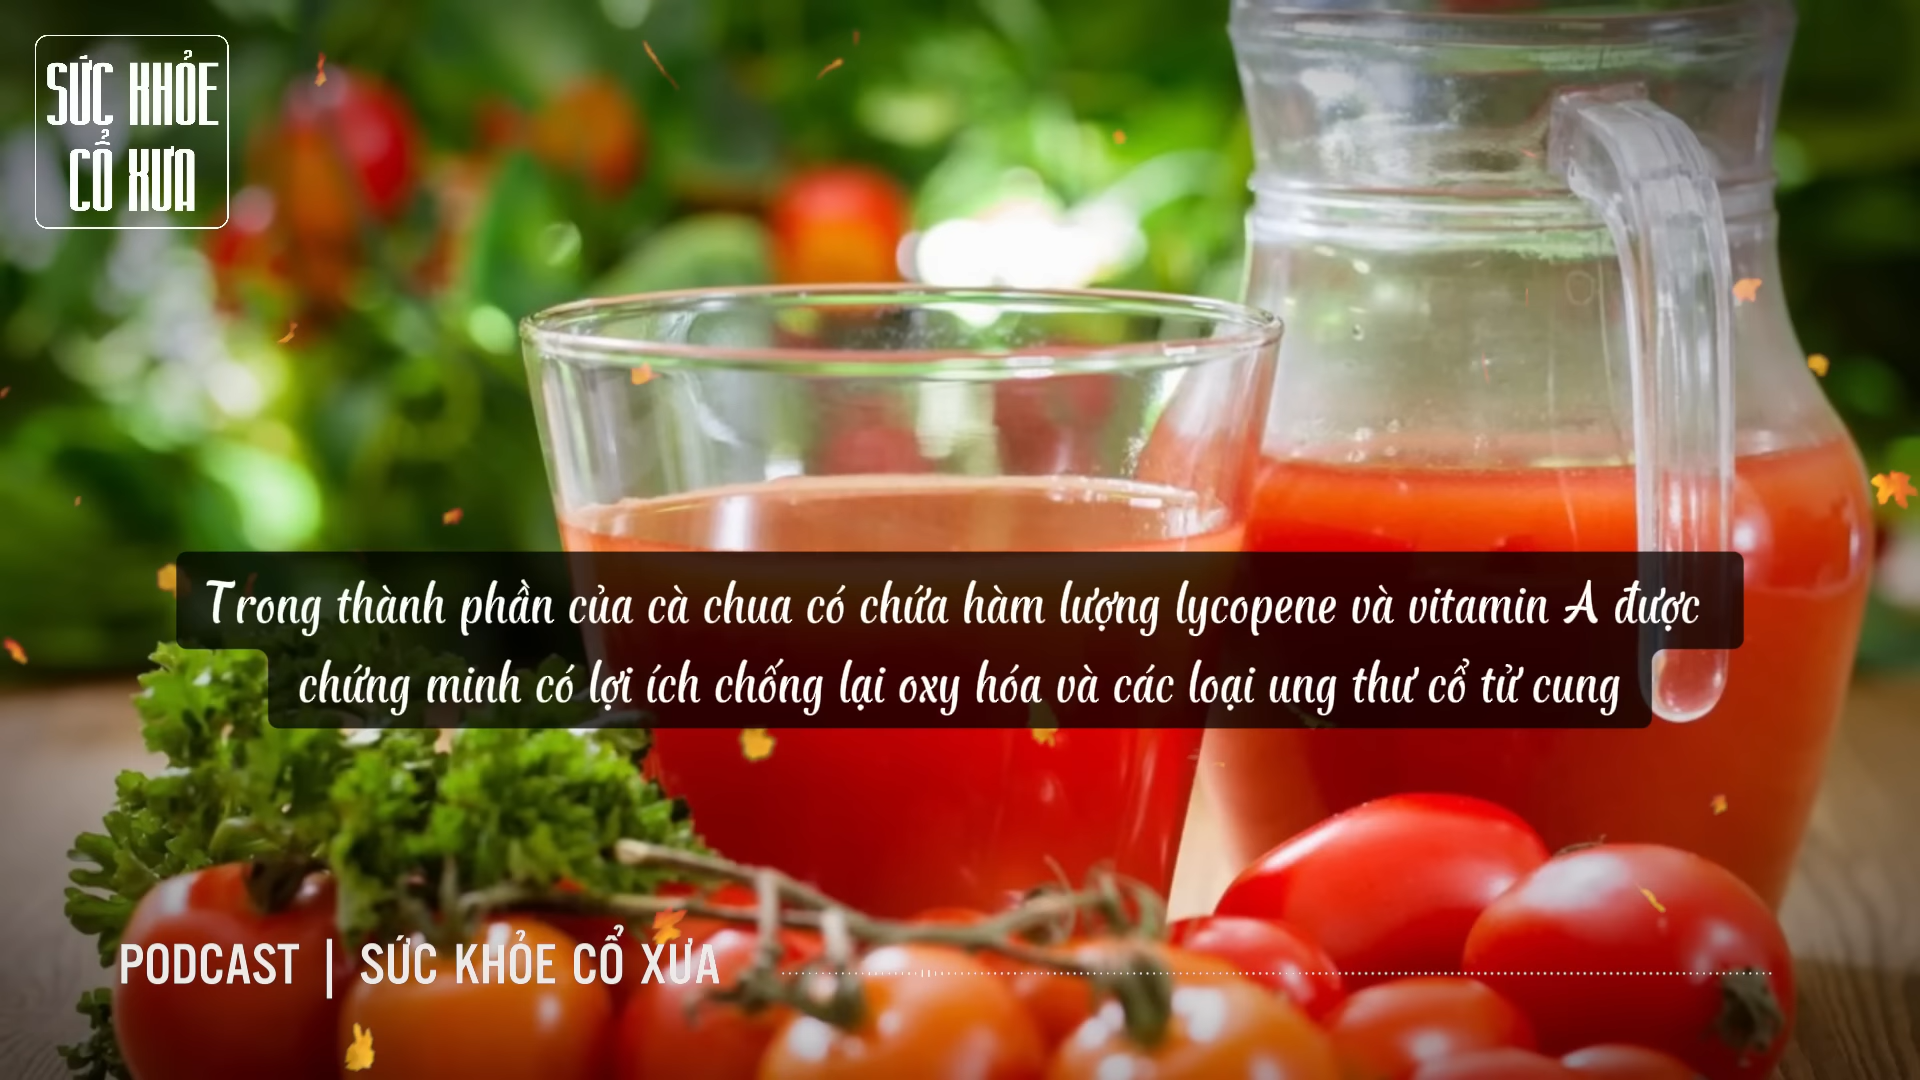 SỨC KHỎE
CỔ XƯA
Trong thành phần của cà chua có chứa hàm lượng lycopene và vitamin A được
chứng minh có lợi ích chống lại oxy hóa và các loại ung thư cổ tử cung
PODCAST | SỨC KHỎE CỔ XƯA